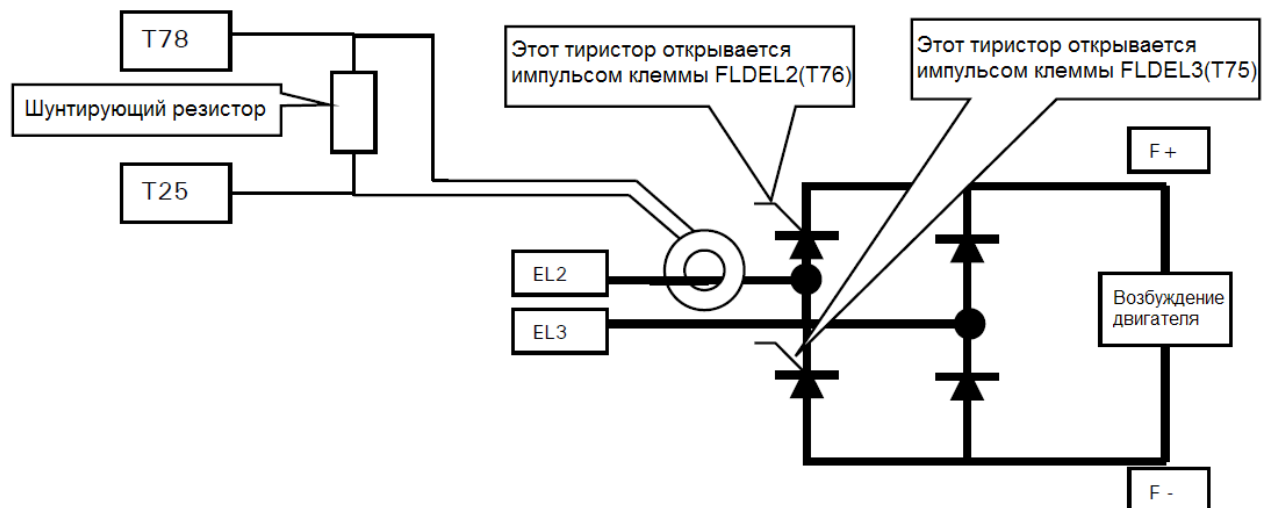 T78
Этот тиристор открывается
импульсом клеммы FLDEL2(T76)
Этот тиристор открывается
импульсом клеммы FLDEL3(T75)
Шунтирующий резистор
F +
T25
EL2
EL3
Возбуждение
двигателя
F -